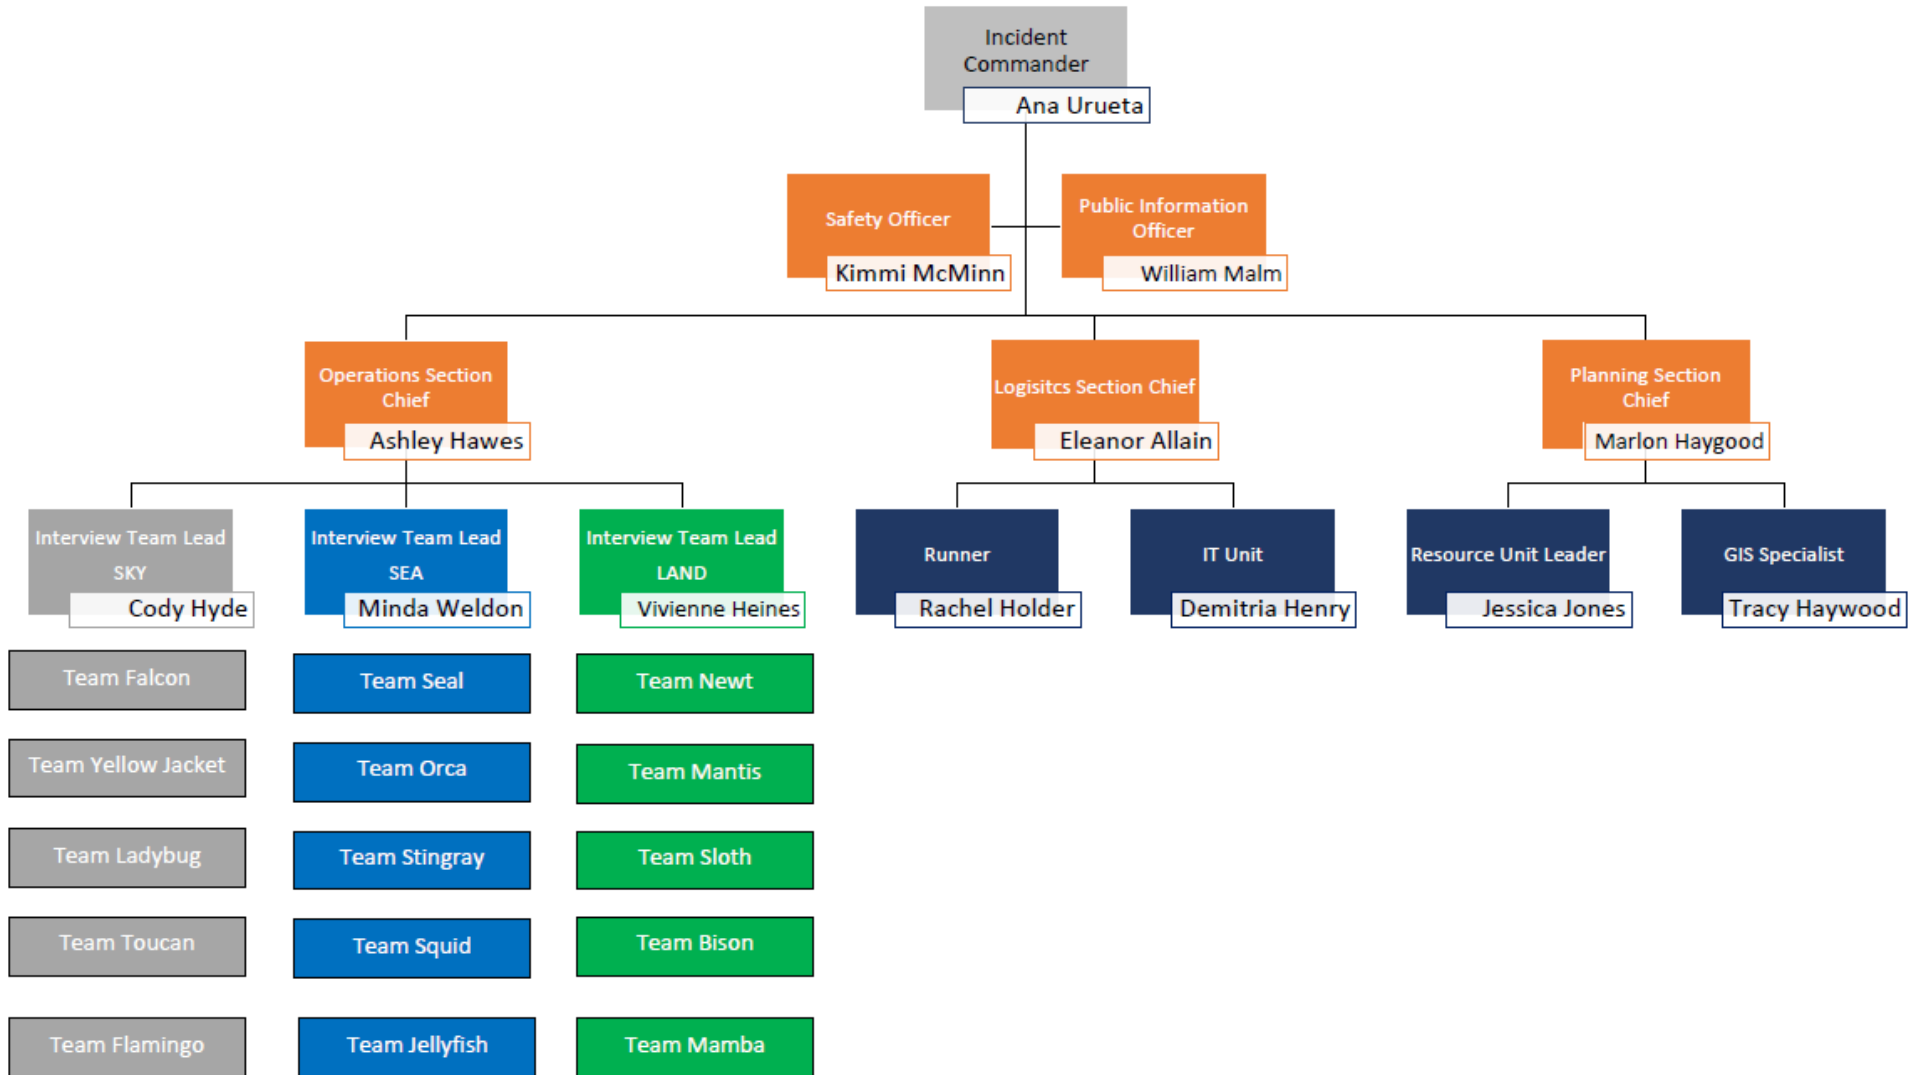 Incident
Commander
Ana Urueta
Safety Officer
Kimmi McMinn
Public Information
Officer
William Malm
Operations Section
Chief
Ashley Hawes
Logisitcs Section Chief
Eleanor Allain
Planning Section
Chief
Marlon Haygood
Interview Team Lead
SKY
Cody Hyde
Interview Team Lead
SEA
Minda Weldon
Interview Team Lead
LAND
Vivienne Heines
Runner
Rachel Holder
IT Unit
Demitria Henry
Resource Unit Leader
Jessica Jones
GIS Specialist
Tracy Haywood
Team Falcon
Team Yellow Jacket
Team Ladybug
Team Toucan
Team Flamingo
Team Seal
Team Orca
Team Stingray
Team Squid
Team Jellyfish
Team Newt
Team Mantis
Team Sloth
Team Bison
Team Mamba